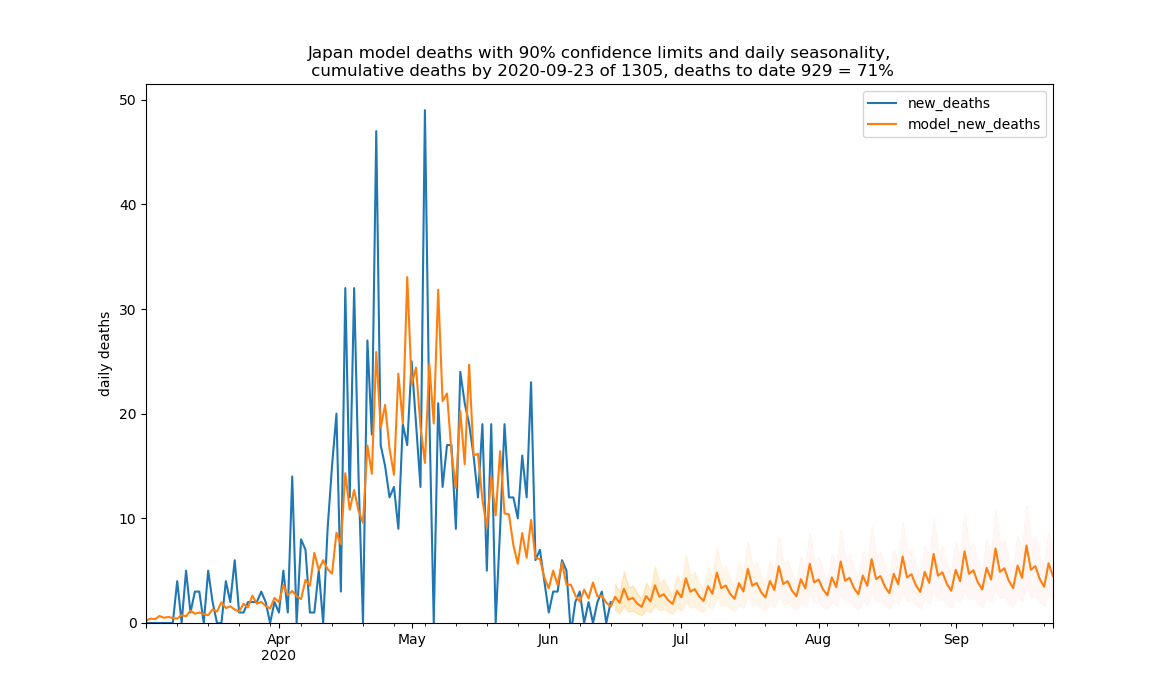 Japan model deaths with 90% confidence limits and daily seasonality,
cumulative deaths by 2020-09-23 of 1305, deaths to date 929 = 71%
new_deaths
model_new_deaths
daily deaths
50
40
30
20
10
0
Apr
2020
May
Jun
Jul
Aug
Sep